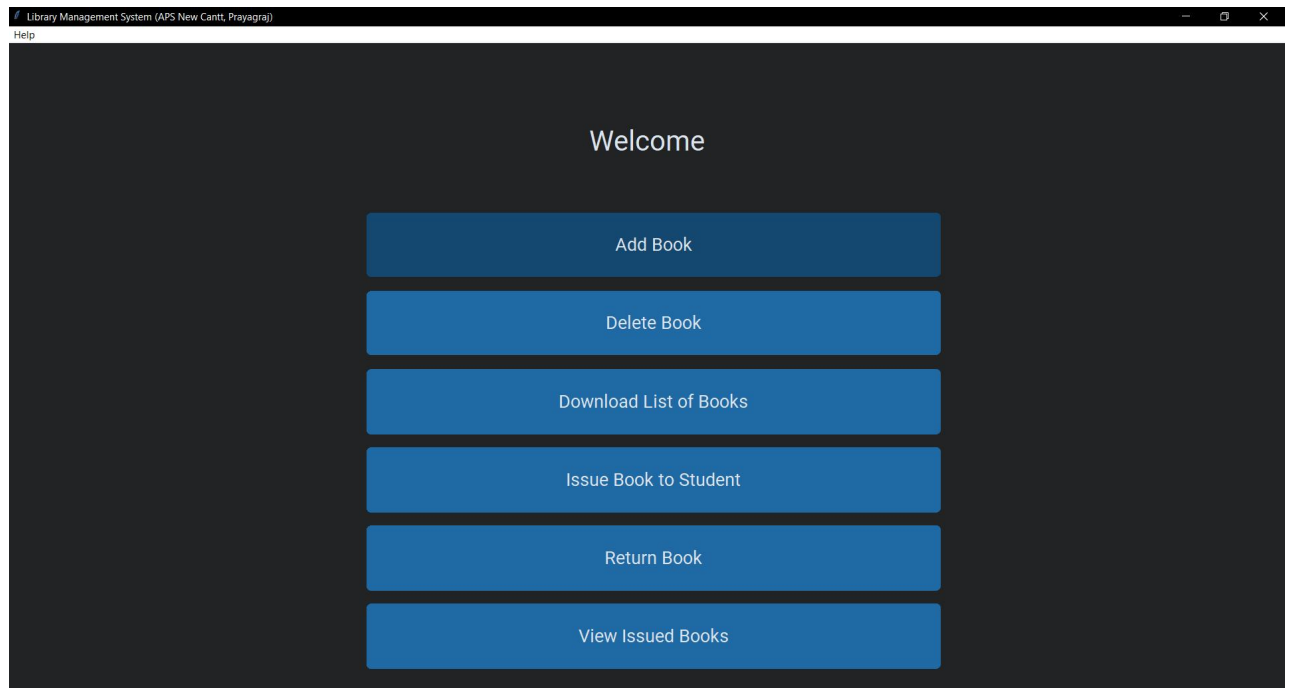 Library Management System (APS New Cantt, Prayagraj)
Help
Welcome
Add Book
Delete Book
Download List of Books
Issue Book to Student
Return Book
View Issued Books